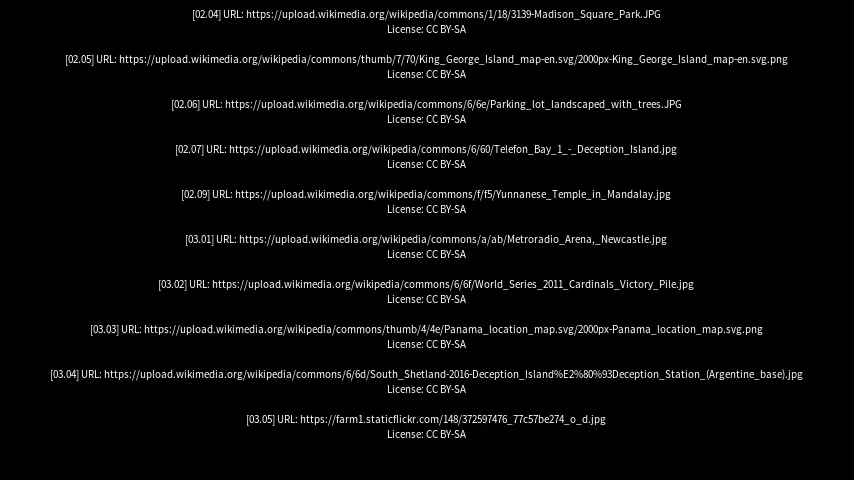 [02.04] URL: https://upload.wikimedia.org/wikipedia/commons/1/18/3139-Madison_Square_Park.JPG
License: CC BY-SA
[02.05] URL: https://upload.wikimedia.org/wikipedia/commons/thumb/7/70/King_George_Island_map-en.svg/2000px-King_George_Island_map-en.svg.png
License: CC BY-SA
[02.06] URL: https://upload.wikimedia.org/wikipedia/commons/6/6e/Parking_lot_landscaped_with_trees.JPG
License: CC BY-SA
[02.07] URL: https://upload.wikimedia.org/wikipedia/commons/6/60/Telefon_Bay_1_-_Deception_Island.jpg
License: CC BY-SA
[02.09] URL: https://upload.wikimedia.org/wikipedia/commons/f/f5/Yunnanese_Temple_in_Mandalay.jpg
License: CC BY-SA
[03.01] URL: https://upload.wikimedia.org/wikipedia/commons/a/ab/Metroradio_Arena,_Newcastle.jpg
License: CC BY-SA
[03.02] URL: https://upload.wikimedia.org/wikipedia/commons/6/6f/World_Series_2011_Cardinals_Victory_Pile.jpg
License: CC BY-SA
[03.03] URL: https://upload.wikimedia.org/wikipedia/commons/thumb/4/4e/Panama_location_map.svg/2000px-Panama_location_map.svg.png
License: CC BY-SA
[03.04] URL: https://upload.wikimedia.org/wikipedia/commons/6/6d/South_Shetland-2016-Deception_Island%E2%80%93Deception_Station_(Argentine_base).jpg
License: CC BY-SA
[03.05] URL: https://farm1.staticflickr.com/148/372597476_77c57be274_o_d.jpg
License: CC BY-SA